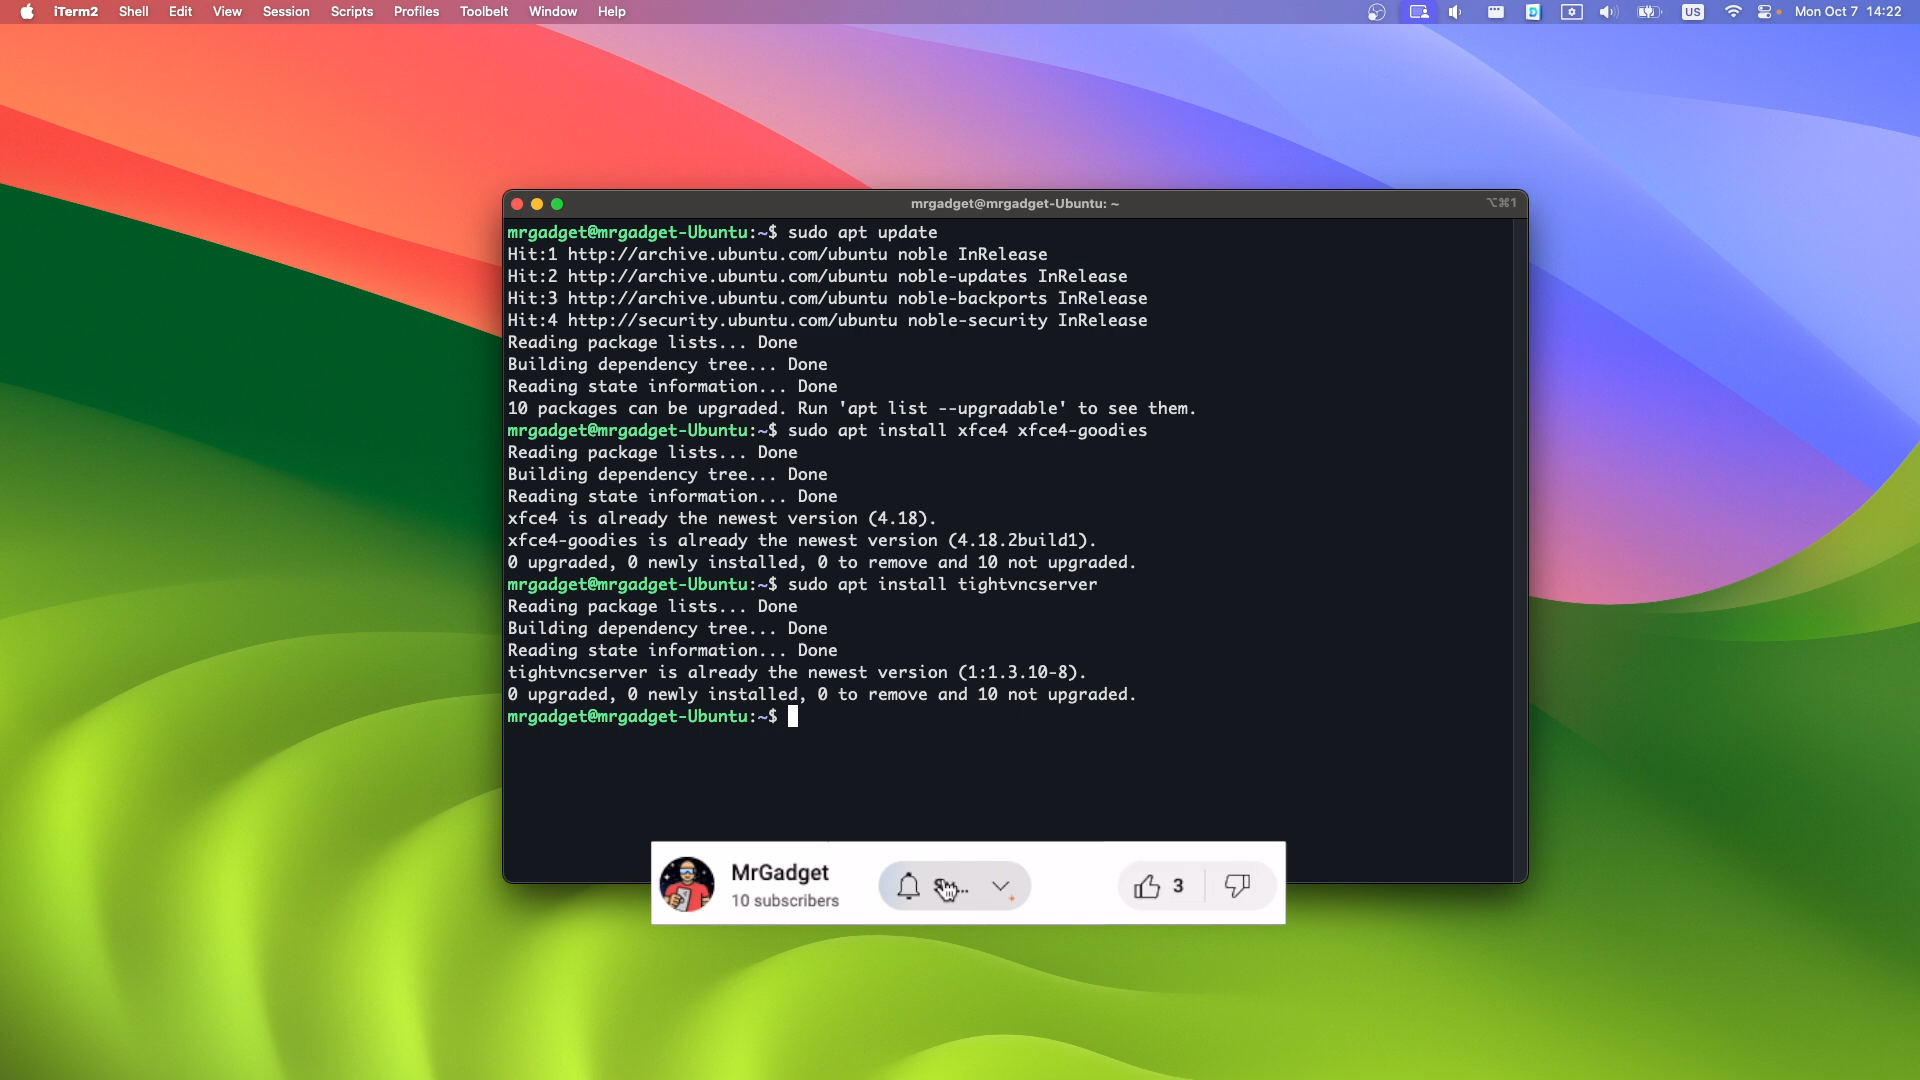 iTerm2 Shell Edit View Session Scripts Profiles Toolbelt Window Help US Mon Oct 7 14:22
mrgadget@mrgadget-Ubuntu: ~ ⌥⌘1
mrgadget@mrgadget-Ubuntu:~$ sudo apt update
Hit:1 http://archive.ubuntu.com/ubuntu noble InRelease
Hit:2 http://archive.ubuntu.com/ubuntu noble-updates InRelease
Hit:3 http://archive.ubuntu.com/ubuntu noble-backports InRelease
Hit:4 http://security.ubuntu.com/ubuntu noble-security InRelease
Reading package lists... Done
Building dependency tree... Done
Reading state information... Done
10 packages can be upgraded. Run 'apt list --upgradable' to see them.
mrgadget@mrgadget-Ubuntu:~$ sudo apt install xfce4 xfce4-goodies
Reading package lists... Done
Building dependency tree... Done
Reading state information... Done
xfce4 is already the newest version (4.18).
xfce4-goodies is already the newest version (4.18.2build1).
0 upgraded, 0 newly installed, 0 to remove and 10 not upgraded.
mrgadget@mrgadget-Ubuntu:~$ sudo apt install tightvncserver
Reading package lists... Done
Building dependency tree... Done
Reading state information... Done
tightvncserver is already the newest version (1:1.3.10-8).
0 upgraded, 0 newly installed, 0 to remove and 10 not upgraded.
mrgadget@mrgadget-Ubuntu:~$
MrGadget
10 subscribers
3